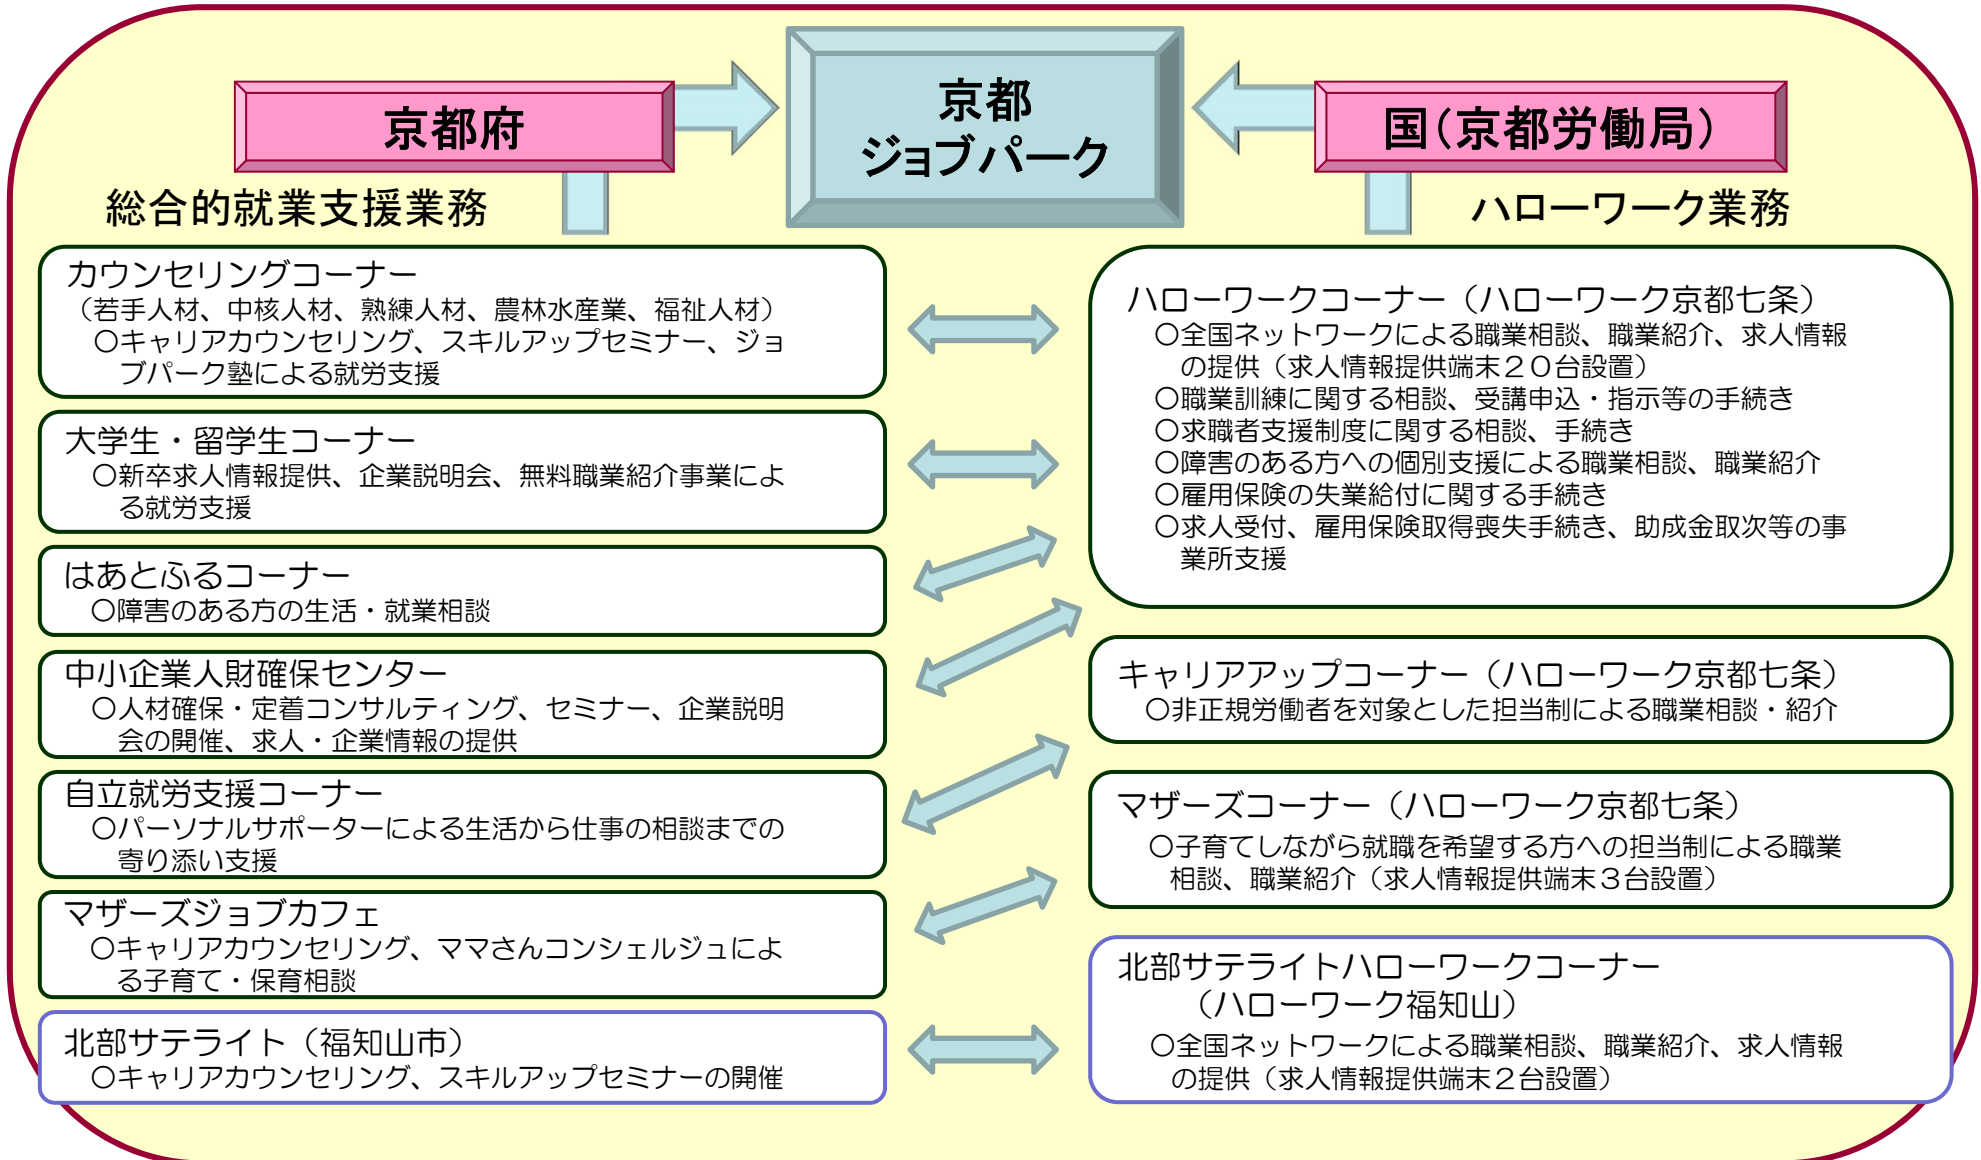 京都府
京都
ジョブパーク
国(京都労働局)
総合的就業支援業務
ハローワーク業務
カウンセリングコーナー
(若手人材、中核人材、熟練人材、農林水産業、福祉人材)
〇キャリアカウンセリング、スキルアップセミナー、ジョ
ブパーク塾による就労支援
大学生・留学生コーナー
〇新卒求人情報提供、企業説明会、無料職業紹介事業によ
る就労支援
はあとふるコーナー
〇障害のある方の生活・就業相談
中小企業人財確保センター
〇人材確保・定着コンサルティング、セミナー、企業説明
会の開催、求人・企業情報の提供
自立就労支援コーナー
〇パーソナルサポーターによる生活から仕事の相談までの
寄り添い支援
マザーズジョブカフェ
〇キャリアカウンセリング、ママさんコンシェルジュによ
る子育て・保育相談
北部サテライト(福知山市)
〇キャリアカウンセリング、スキルアップセミナーの開催
ハローワークコーナー(ハローワーク京都七条)
〇全国ネットワークによる職業相談、職業紹介、求人情報
の提供(求人情報提供端末20台設置)
〇職業訓練に関する相談、受講申込・指示等の手続き
〇求職者支援制度に関する相談、手続き
〇障害のある方への個別支援による職業相談、職業紹介
〇雇用保険の失業給付に関する手続き
〇求人受付、雇用保険取得喪失手続き、助成金取次等の事
業所支援
キャリアアップコーナー(ハローワーク京都七条)
〇非正規労働者を対象とした担当制による職業相談・紹介
マザーズコーナー(ハローワーク京都七条)
〇子育てしながら就職を希望する方への担当制による職業
相談、職業紹介(求人情報提供端末3台設置)
北部サテライトハローワークコーナー
(ハローワーク福知山)
〇全国ネットワークによる職業相談、職業紹介、求人情報
の提供(求人情報提供端末2台設置)